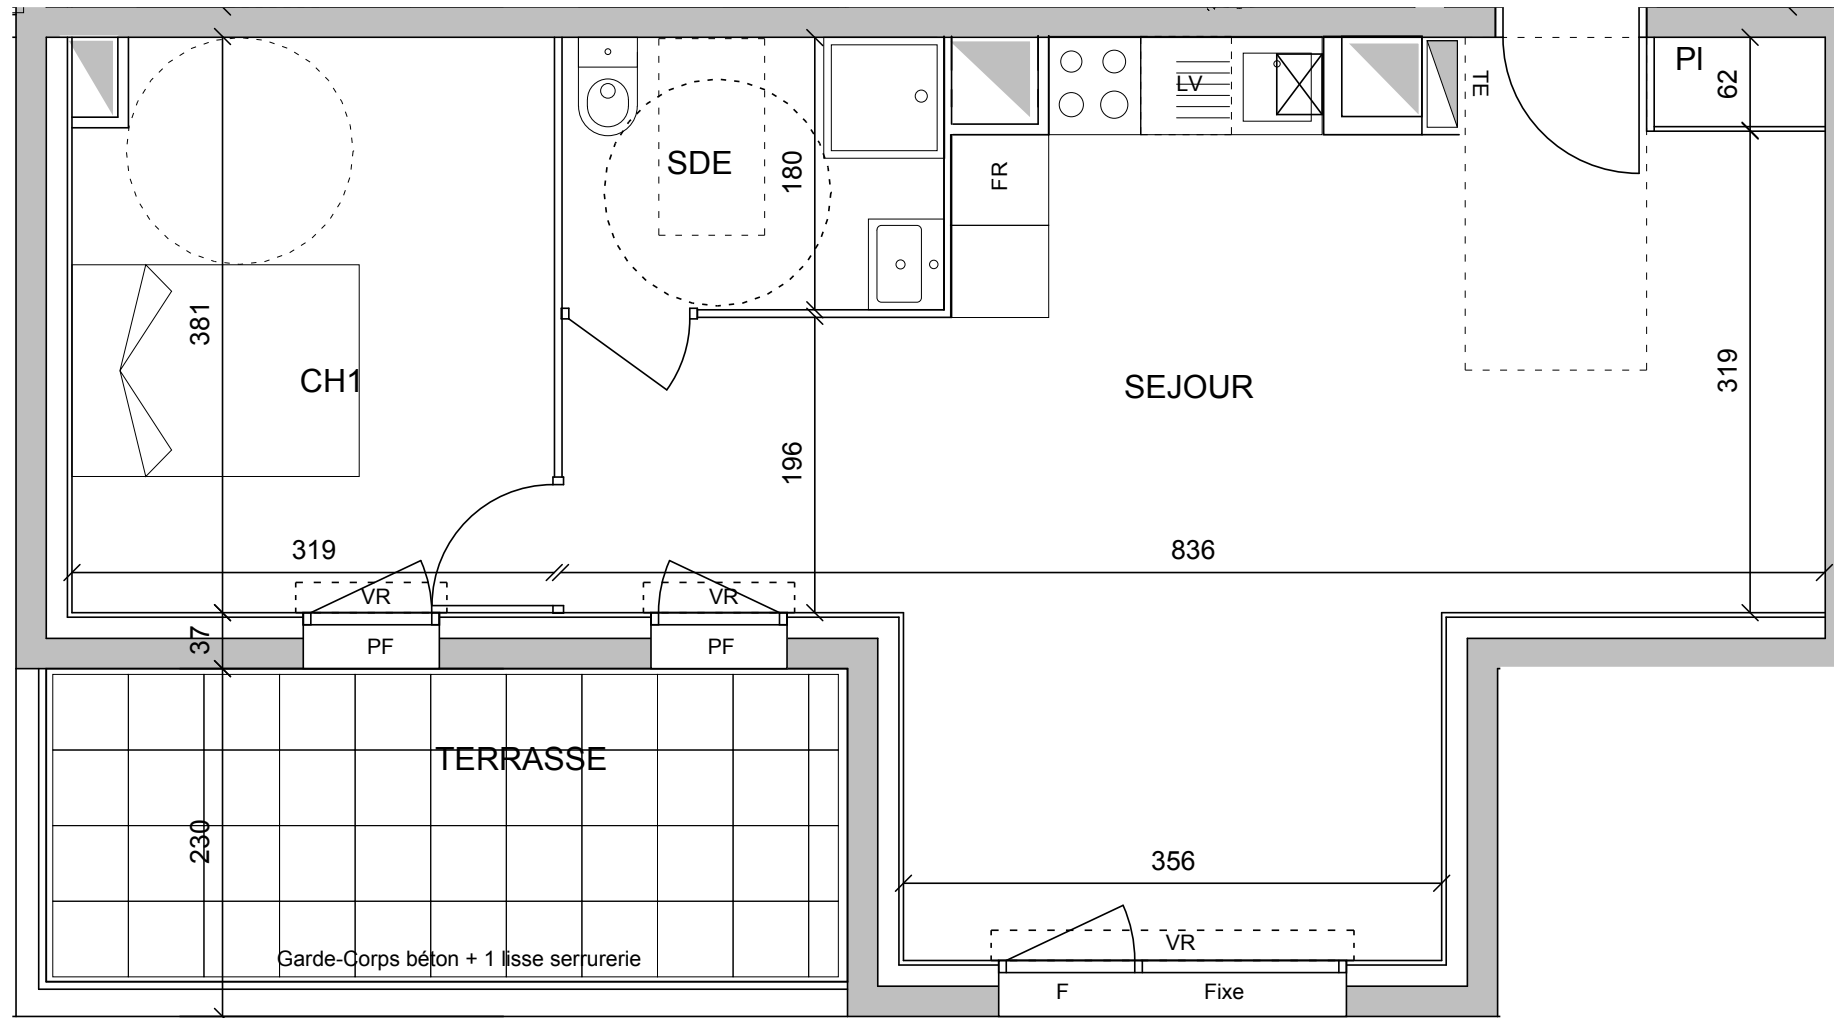 PI
62
TE
LV
SDE
180
FR
381
CH1
SEJOUR
319
196
319
836
VR
VR
37
PF
PF
TERRASSE
230
356
Garde-Corps béton + 1 lisse serrurerie
VR
F
Fixe